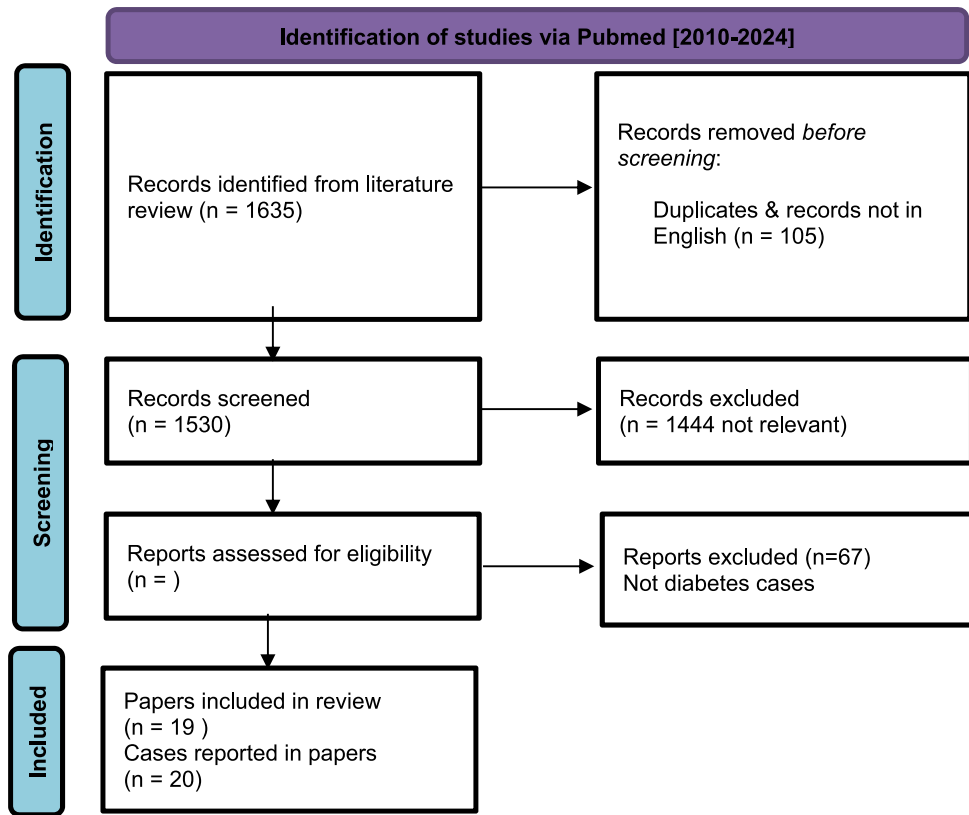 Identification of studies via Pubmed [2010-2024]
Identification
Records identified from literature
review (n = 1635)
Records removed before
screening:
Duplicates & records not in
English (n = 105)
Screening
Records screened
(n = 1530)
Records excluded
(n = 1444 not relevant)
Reports assessed for eligibility
(n = )
Reports excluded (n=67)
Not diabetes cases
Included
Papers included in review
(n = 19 )
Cases reported in papers
(n = 20)